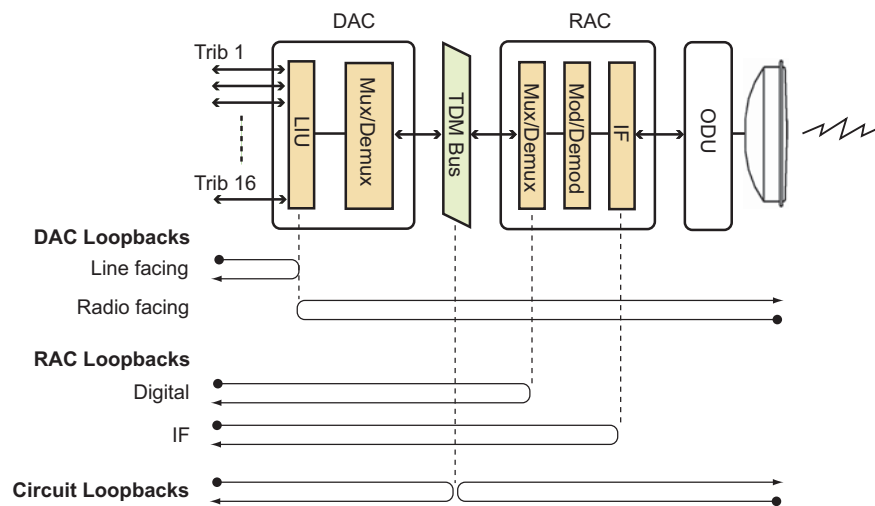 DAC
RAC
Trib 1
Trib 16
LIU
Mux/Demux
TDM Bus
Mux/Demux
Mod/Demod
IF
ODU
DAC Loopbacks
Line facing
Radio facing
RAC Loopbacks
Digital
IF
Circuit Loopbacks